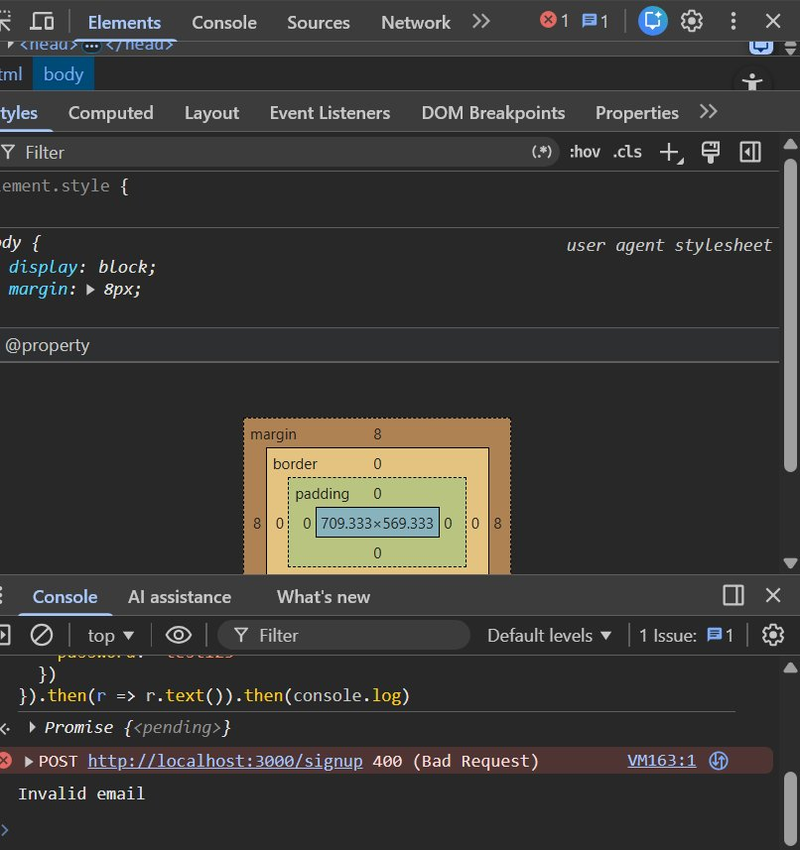 Elements Console Sources Network 1 1
<head> ... </head>
tml body
tyles Computed Layout Event Listeners DOM Breakpoints Properties
Filter (.*) :hov .cls
ement.style {
ody { user agent stylesheet
display: block;
margin: 8px;
@property
margin 8
border 0
padding 0
8 0 0 709.333×569.333 0 0 8
0
Console AI assistance What's new
top Filter Default levels 1 Issue: 1
})
}).then(r => r.text()).then(console.log)
Promise {<pending>}
POST http://localhost:3000/signup 400 (Bad Request) VM163:1
Invalid email